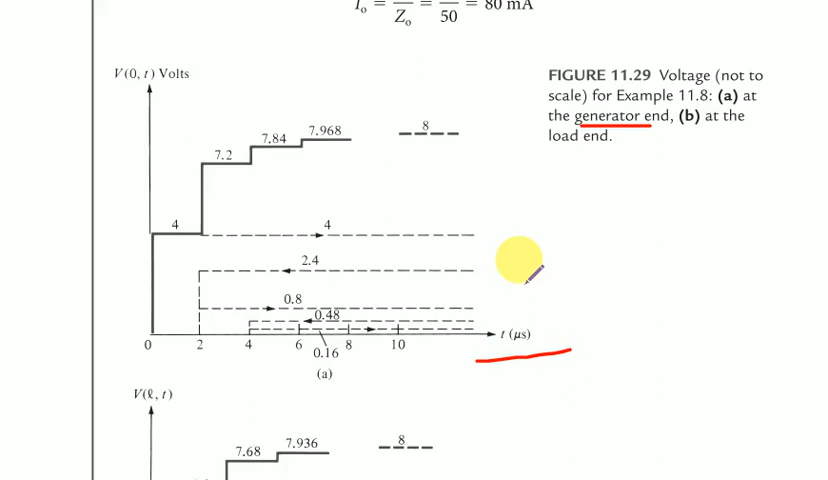 I₀ = — = — = 80 mA
Zₒ 50
V(0, t) Volts
FIGURE 11.29 Voltage (not to
scale) for Example 11.8: (a) at
the generator end, (b) at the
load end.
7.2
7.84
7.968
8
4
4
2.4
0.8
0.48
0 2 4 6 8 10
t (μs)
0.16
(a)
V(ℓ, t)
7.68
7.936
8